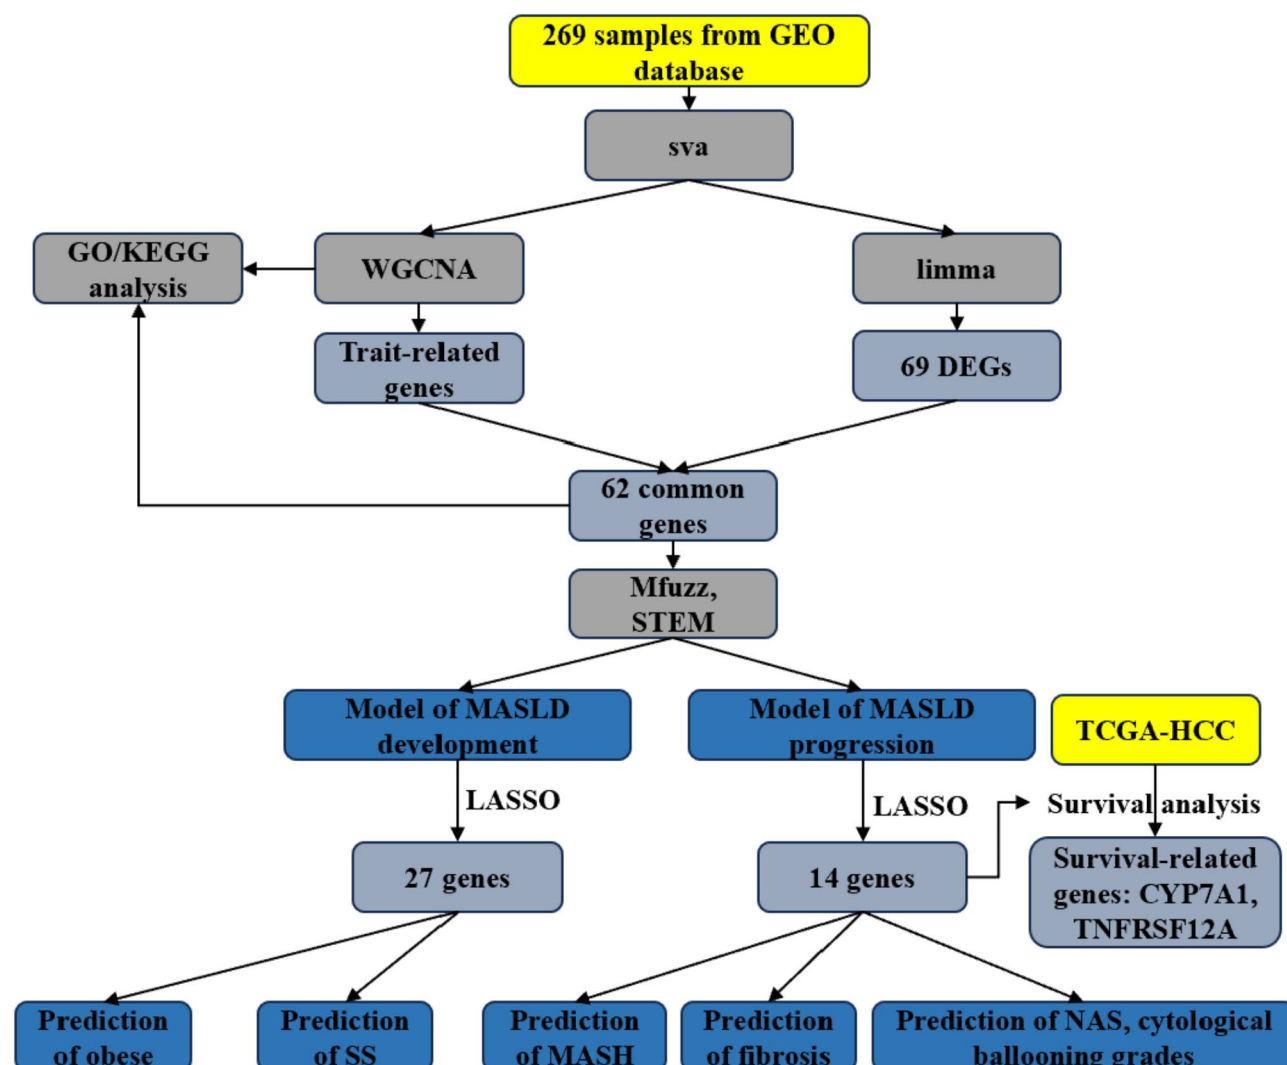 269 samples from GEO
database
sva
GO/KEGG
analysis
WGCNA
limma
Trait-related
genes
69 DEGs
62 common
genes
Mfuzz,
STEM
Model of MASLD
development
Model of MASLD
progression
TCGA-HCC
LASSO
LASSO
Survival analysis
27 genes
14 genes
Survival-related
genes: CYP7A1,
TNFRSF12A
Prediction
of obese
Prediction
of SS
Prediction
of MASH
Prediction
of fibrosis
Prediction of NAS, cytological
ballooning grades